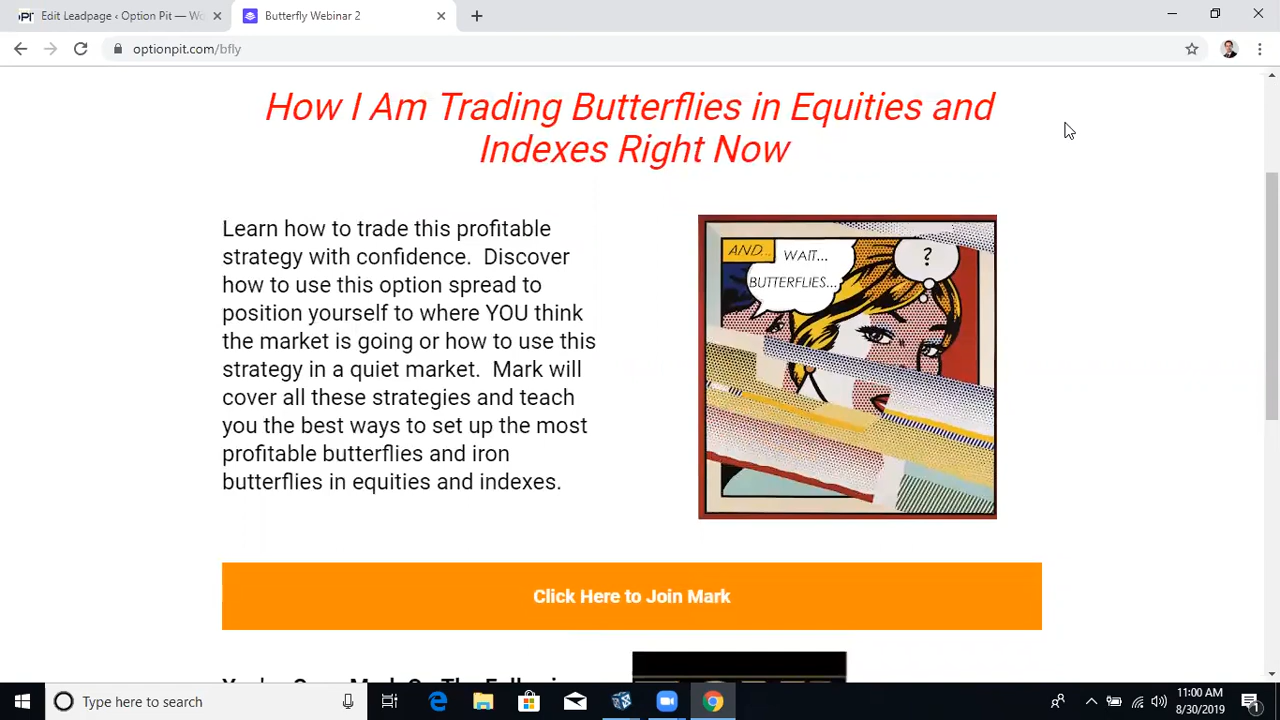 Edit Leadpage ‹ Option Pit — Wo
Butterfly Webinar 2
optionpit.com/bfly
How I Am Trading Butterflies in Equities and
Indexes Right Now
Learn how to trade this profitable
strategy with confidence.  Discover
how to use this option spread to
position yourself to where YOU think
the market is going or how to use this
strategy in a quiet market.  Mark will
cover all these strategies and teach
you the best ways to set up the most
profitable butterflies and iron
butterflies in equities and indexes.
AND...
WAIT...
BUTTERFLIES...
?
Click Here to Join Mark
Type here to search
11:00 AM
8/30/2019